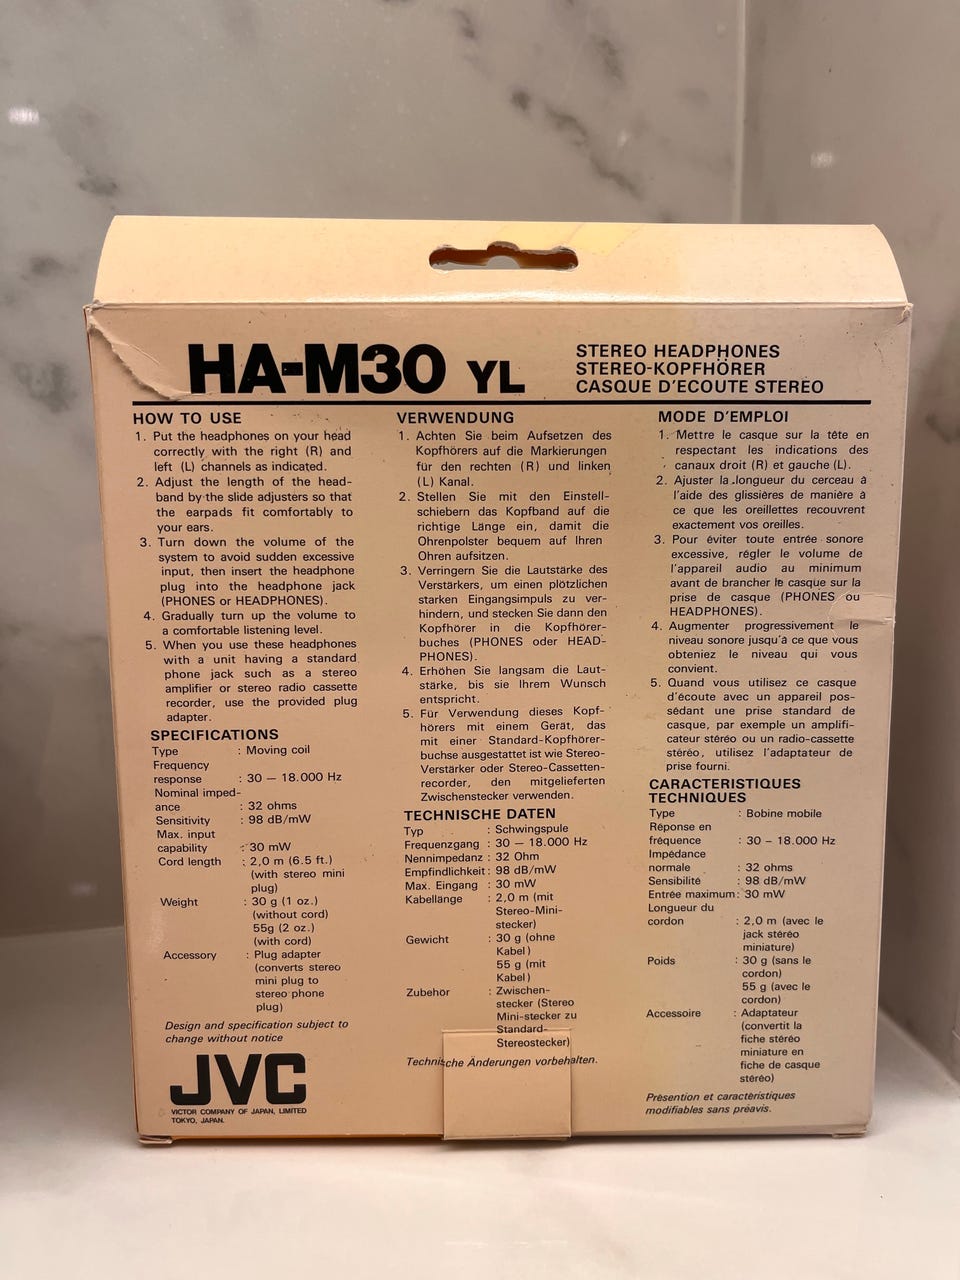 HA-M30 YL
STEREO HEADPHONES
STEREO-KOPFHÖRER
CASQUE D'ECOUTE STEREO
HOW TO USE
1. Put the headphones on your head
correctly with the right (R) and
left (L) channels as indicated.
2. Adjust the length of the head-
band by the slide adjusters so that
the earpads fit comfortably to
your ears.
3. Turn down the volume of the
system to avoid sudden excessive
input, then insert the headphone
plug into the headphone jack
(PHONES or HEADPHONES).
4. Gradually turn up the volume to
a comfortable listening level.
5. When you use these headphones
with a unit having a standard
phone jack such as a stereo
amplifier or stereo radio cassette
recorder, use the provided plug
adapter.
SPECIFICATIONS
Type : Moving coil
Frequency
response : 30 — 18.000 Hz
Nominal imped-
ance : 32 ohms
Sensitivity : 98 dB/mW
Max. input
capability : 30 mW
Cord length : 2,0 m (6.5 ft.)
(with stereo mini
plug)
Weight : 30 g (1 oz.)
(without cord)
55g (2 oz.)
(with cord)
Accessory : Plug adapter
(converts stereo
mini plug to
stereo phone
plug)
Design and specification subject to
change without notice
JVC
VICTOR COMPANY OF JAPAN, LIMITED
TOKYO, JAPAN.
VERWENDUNG
1. Achten Sie beim Aufsetzen des
Kopfhörers auf die Markierungen
für den rechten (R) und linken
(L) Kanal.
2. Stellen Sie mit den Einstell-
schiebern das Kopfband auf die
richtige Länge ein, damit die
Ohrenpolster bequem auf Ihren
Ohren aufsitzen.
3. Verringern Sie die Lautstärke des
Verstärkers, um einen plötzlichen
starken Eingangsimpuls zu ver-
hindern, und stecken Sie dann den
Kopfhörer in die Kopfhörer-
buches (PHONES oder HEAD-
PHONES).
4. Erhöhen Sie langsam die Laut-
stärke, bis sie Ihrem Wunsch
entspricht.
5. Für Verwendung dieses Kopf-
hörers mit einem Gerät, das
mit einer Standard-Kopfhörer-
buchse ausgestattet ist wie Stereo-
Verstärker oder Stereo-Cassetten-
recorder, den mitgelieferten
Zwischenstecker verwenden.
TECHNISCHE DATEN
Typ : Schwingspule
Frequenzgang : 30 — 18.000 Hz
Nennimpedanz : 32 Ohm
Empfindlichkeit : 98 dB/mW
Max. Eingang : 30 mW
Kabellänge : 2,0 m (mit
Stereo-Mini-
stecker)
Gewicht : 30 g (ohne
Kabel)
55 g (mit
Kabel)
Zubehör : Zwischen-
stecker (Stereo
Mini-stecker zu
Standard-
Stereostecker)
Technische Änderungen vorbehalten.
MODE D'EMPLOI
1. Mettre le casque sur la tête en
respectant les indications des
canaux droit (R) et gauche (L).
2. Ajuster la longueur du cerceau à
l'aide des glissières de manière à
ce que les oreillettes recouvrent
exactement vos oreilles.
3. Pour éviter toute entrée sonore
excessive, régler le volume de
l'appareil audio au minimum
avant de brancher le casque sur la
prise de casque (PHONES ou
HEADPHONES).
4. Augmenter progressivement le
niveau sonore jusqu'à ce que vous
obteniez le niveau qui vous
convient.
5. Quand vous utilisez ce casque
d'écoute avec un appareil pos-
sédant une prise standard de
casque, par exemple un amplifi-
cateur stéréo ou un radio-cassette
stéréo, utilisez l'adaptateur de
prise fourni.
CARACTERISTIQUES
TECHNIQUES
Type : Bobine mobile
Réponse en
fréquence : 30 – 18.000 Hz
Impédance
normale : 32 ohms
Sensibilité : 98 dB/mW
Entrée maximum : 30 mW
Longueur du
cordon : 2,0 m (avec le
jack stéréo
miniature)
Poids : 30 g (sans le
cordon)
55 g (avec le
cordon)
Accessoire : Adaptateur
(convertit la
fiche stéréo
miniature en
fiche de casque
stéréo)
Présention et caractéristiques
modifiables sans préavis.